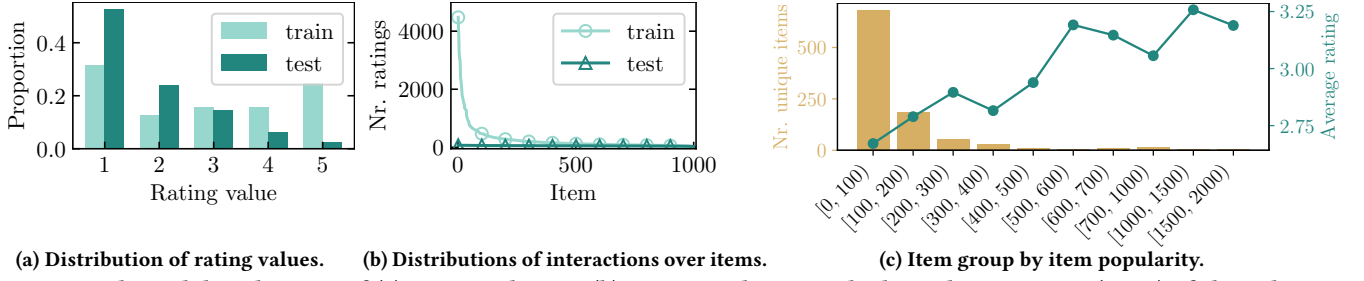 0.4
0.2
0.0
Proportion
train
test
1 2 3 4 5
Rating value
4000
2000
0
Nr. ratings
train
test
0 500 1000
Item
500
250
0
Nr. unique items
3.25
3.00
2.75
Average rating
[0, 100)
[100, 200)
[200, 300)
[300, 400)
[400, 500)
[500, 600)
[600, 700)
[700, 1000)
[1000, 1500)
[1500, 2000)
(a) Distribution of rating values.
(b) Distributions of interactions over items.
(c) Item group by item popularity.